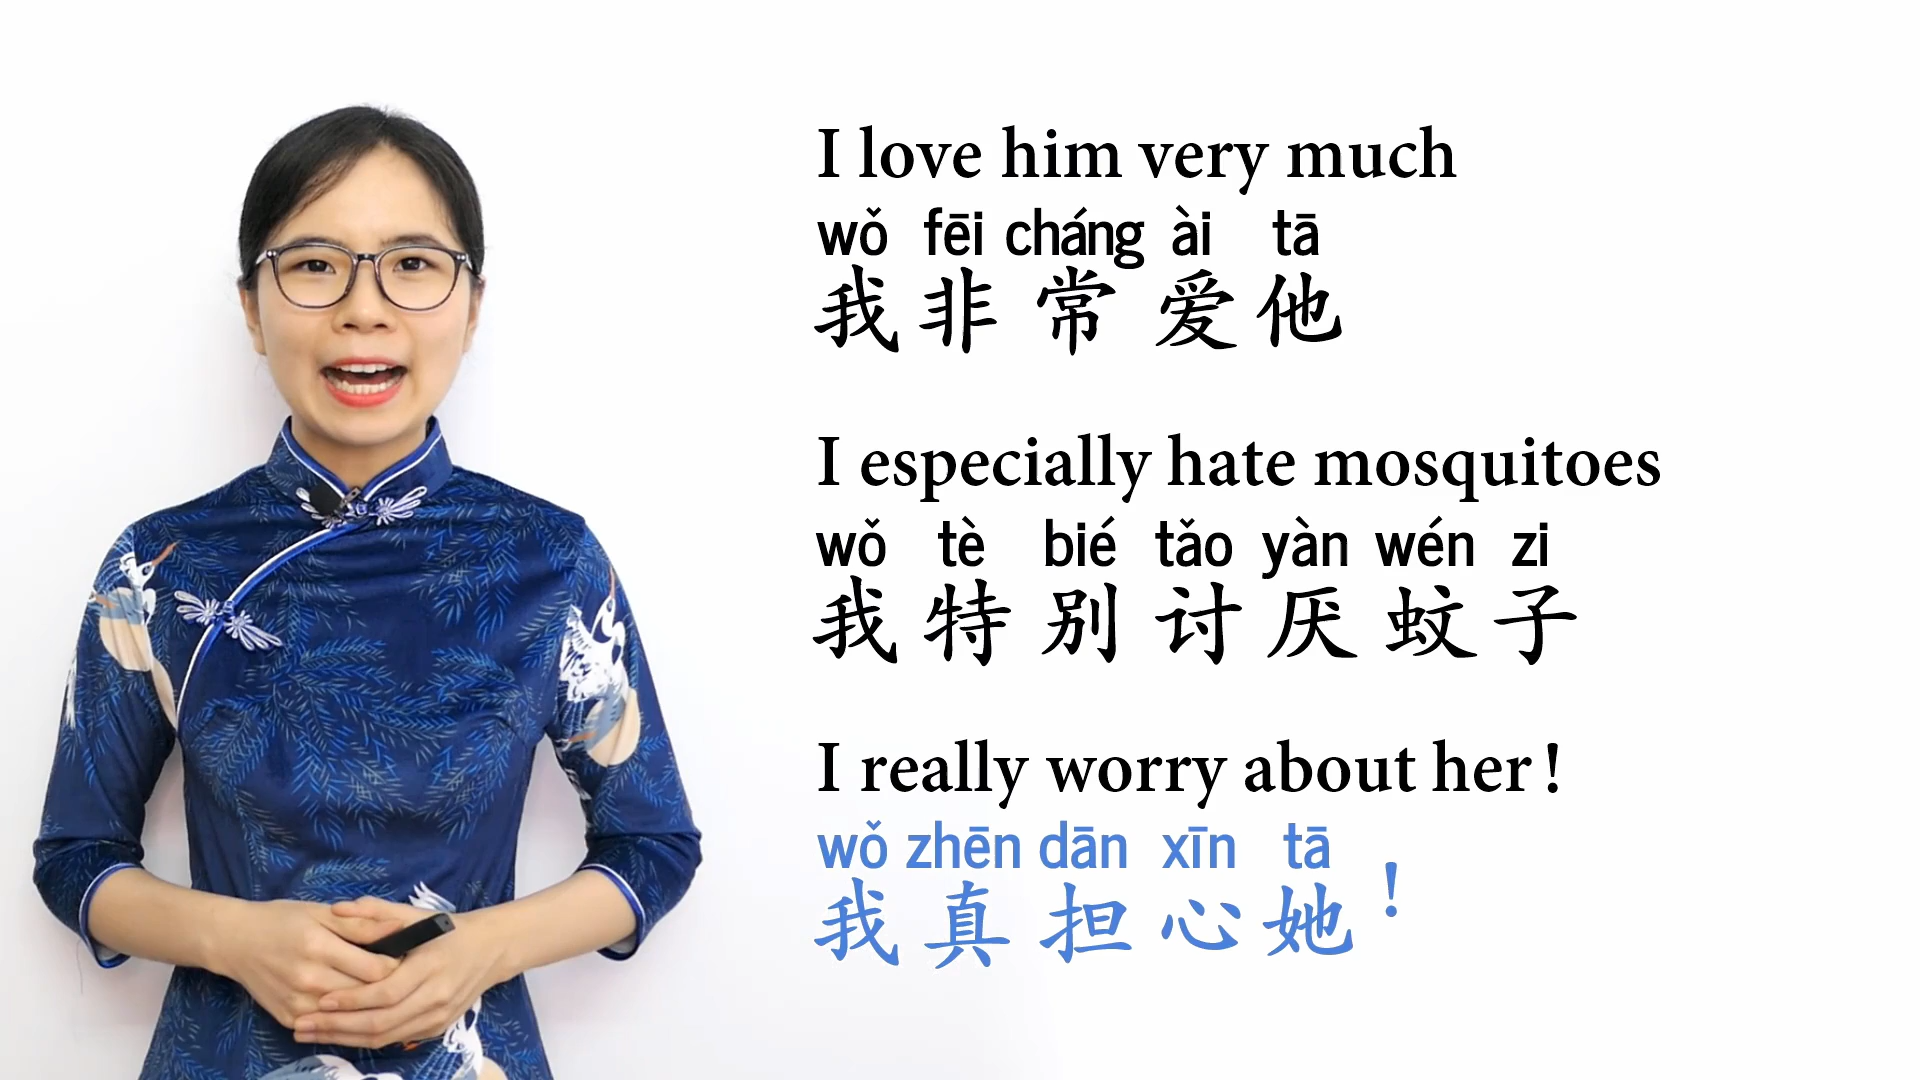 I love him very much
wǒ fēi cháng ài tā
我 非 常 爱 他
I especially hate mosquitoes
wǒ tè bié tǎo yàn wén zi
我 特 别 讨 厌 蚊 子
I really worry about her !
wǒ zhēn dān xīn tā
我 真 担 心 她 !